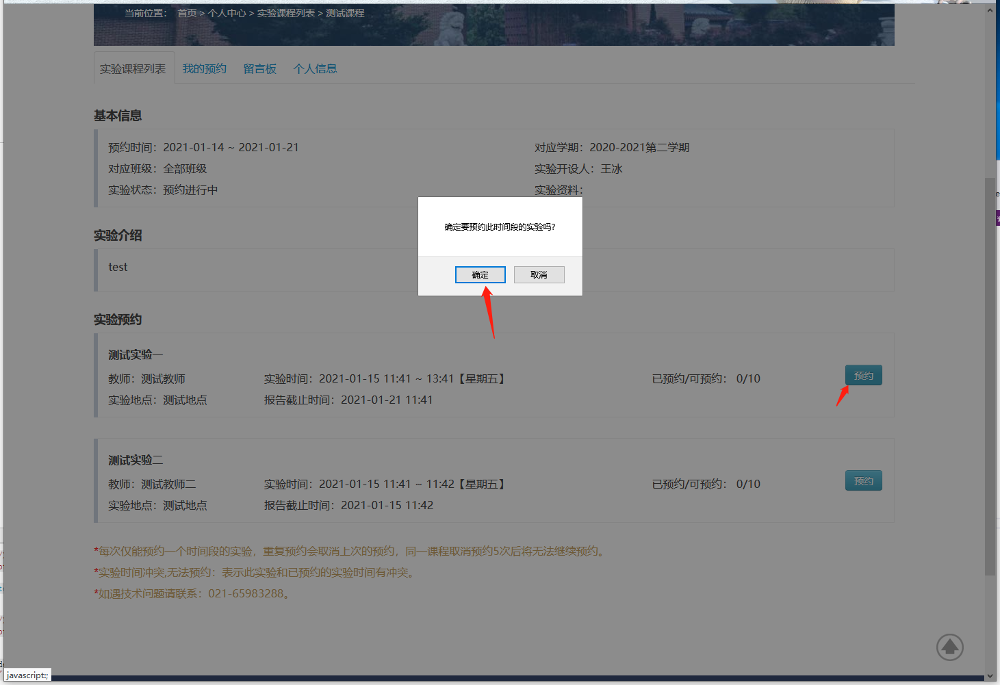 当前位置： 首页 > 个人中心 > 实验课程列表 > 测试课程
实验课程列表 我的预约 留言板 个人信息
基本信息
预约时间：2021-01-14 ~ 2021-01-21 对应学期：2020-2021第二学期
对应班级：全部班级 实验开设人：王冰
实验状态：预约进行中 实验资料：
确定要预约此时间段的实验吗?
确定 取消
实验介绍
test
实验预约
测试实验一
教师：测试教师 实验时间：2021-01-15 11:41 ~ 13:41【星期五】 已预约/可预约： 0/10 预约
实验地点：测试地点 报告截止时间：2021-01-21 11:41
测试实验二
教师：测试教师二 实验时间：2021-01-15 11:41 ~ 11:42【星期五】 已预约/可预约： 0/10 预约
实验地点：测试地点 报告截止时间：2021-01-15 11:42
*每次仅能预约一个时间段的实验，重复预约会取消上次的预约，同一课程取消预约5次后将无法继续预约。
*实验时间冲突,无法预约：表示此实验和已预约的实验时间有冲突。
*如遇技术问题请联系：021-65983288。
javascript:;